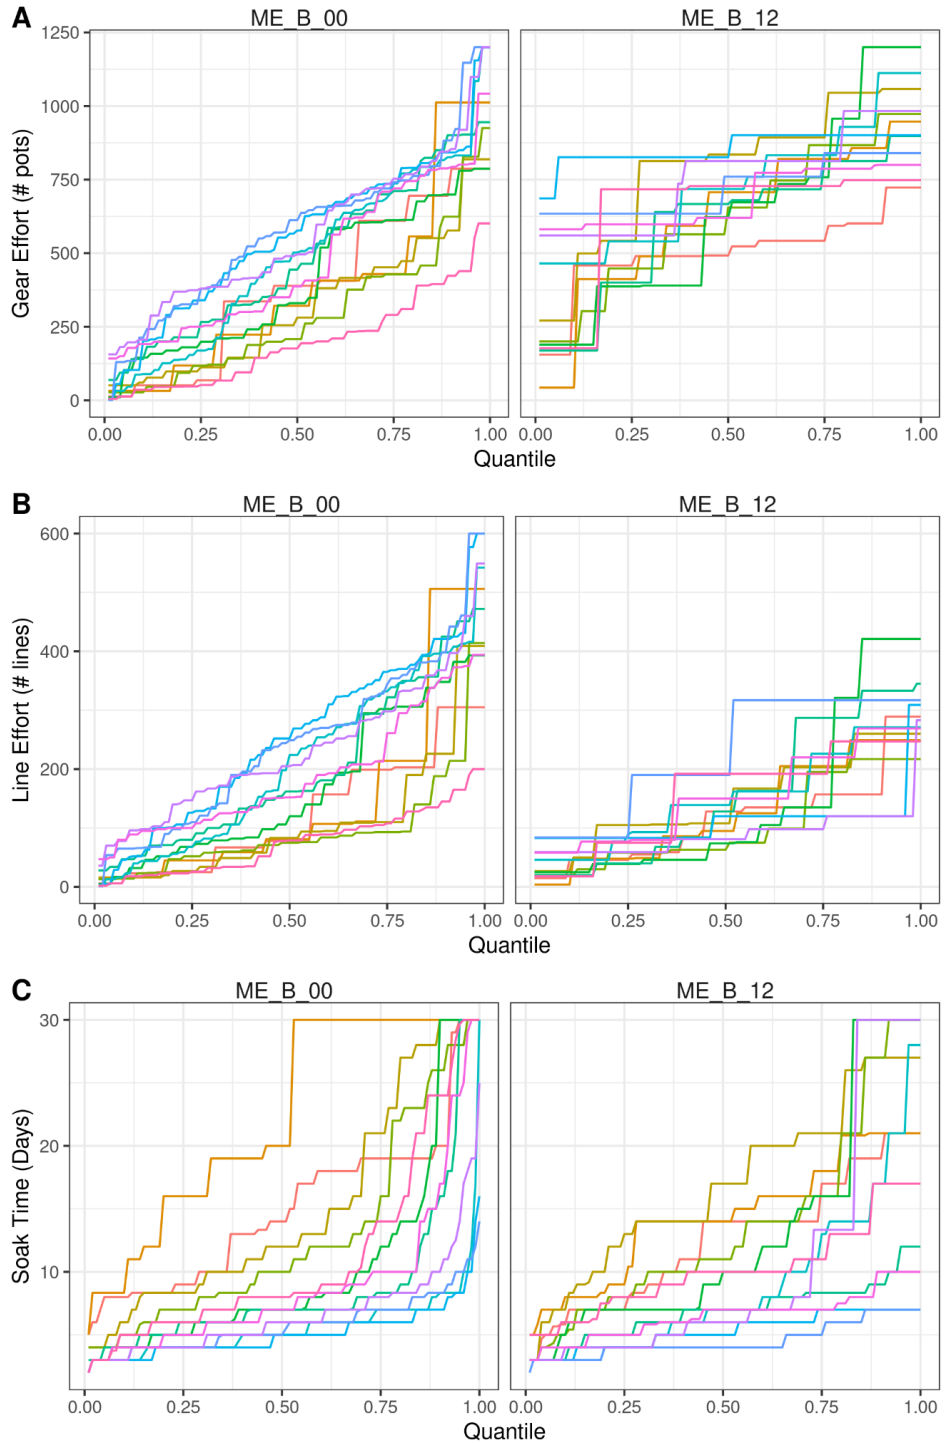 A
ME_B_00
ME_B_12
Gear Effort (# pots)
1250
1000
750
500
250
0
0.00 0.25 0.50 0.75 1.00
0.00 0.25 0.50 0.75 1.00
Quantile
B
ME_B_00
ME_B_12
Line Effort (# lines)
600
400
200
0
0.00 0.25 0.50 0.75 1.00
0.00 0.25 0.50 0.75 1.00
Quantile
C
ME_B_00
ME_B_12
Soak Time (Days)
30
20
10
0.00 0.25 0.50 0.75 1.00
0.00 0.25 0.50 0.75 1.00
Quantile